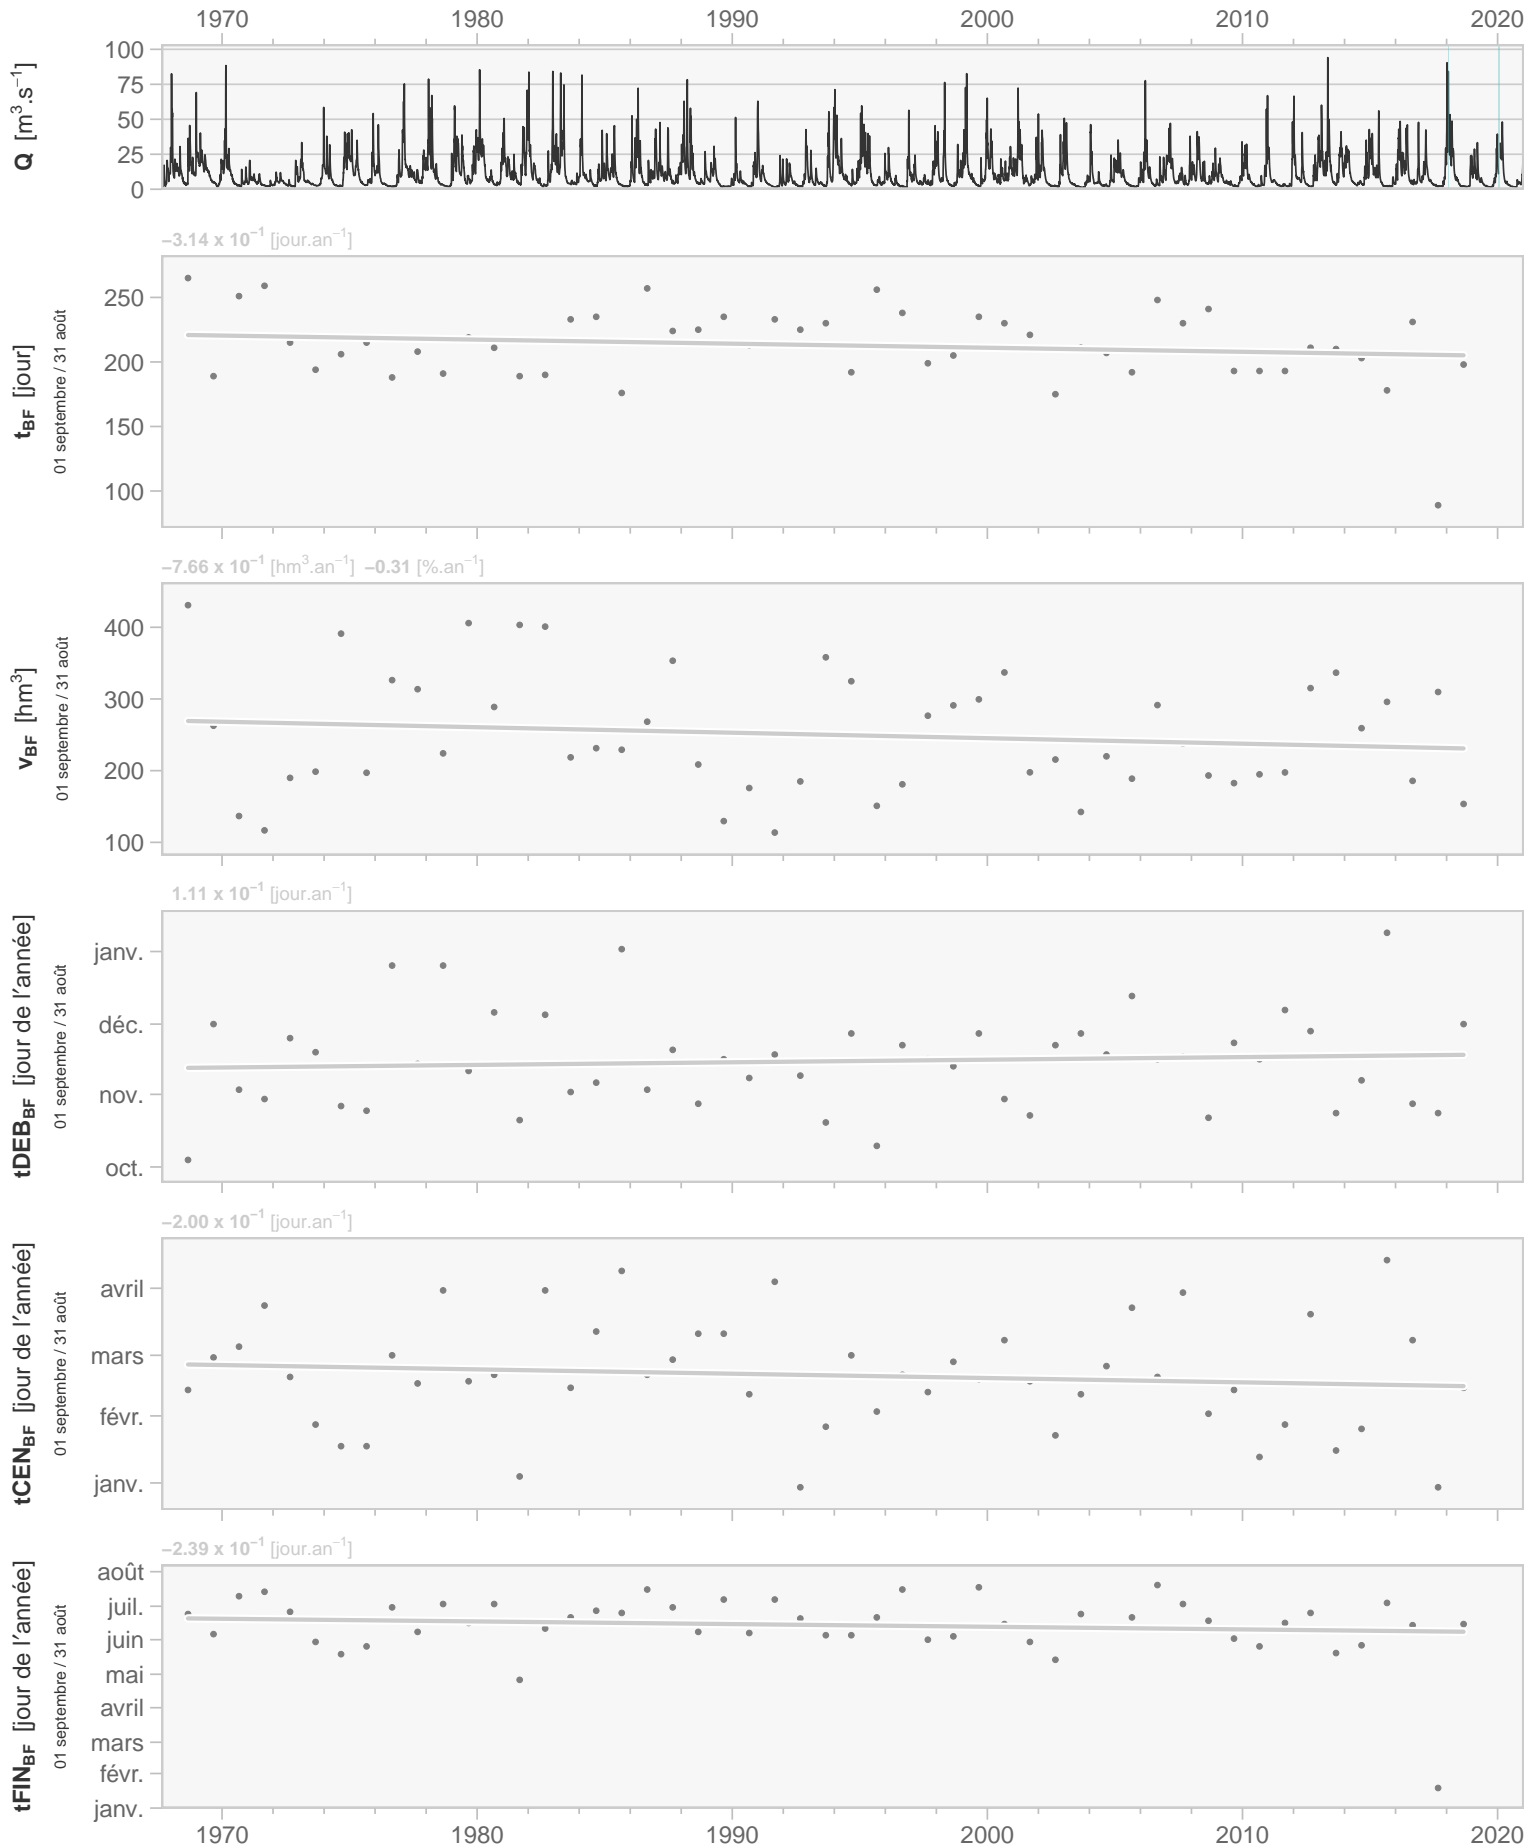 1970 1980 1990 2000 2010 2020
Q [m³.s⁻¹]
100
75
50
25
0
−3.14 x 10⁻¹ [jour.an⁻¹]
t_BF [jour]
01 septembre / 31 août
250
200
150
100
−7.66 x 10⁻¹ [hm³.an⁻¹] −0.31 [%.an⁻¹]
v_BF [hm³]
01 septembre / 31 août
400
300
200
100
1.11 x 10⁻¹ [jour.an⁻¹]
tDEB_BF [jour de l'année]
01 septembre / 31 août
janv.
déc.
nov.
oct.
−2.00 x 10⁻¹ [jour.an⁻¹]
tCEN_BF [jour de l'année]
01 septembre / 31 août
avril
mars
févr.
janv.
−2.39 x 10⁻¹ [jour.an⁻¹]
tFIN_BF [jour de l'année]
01 septembre / 31 août
août
juil.
juin
mai
avril
mars
févr.
janv.
1970 1980 1990 2000 2010 2020